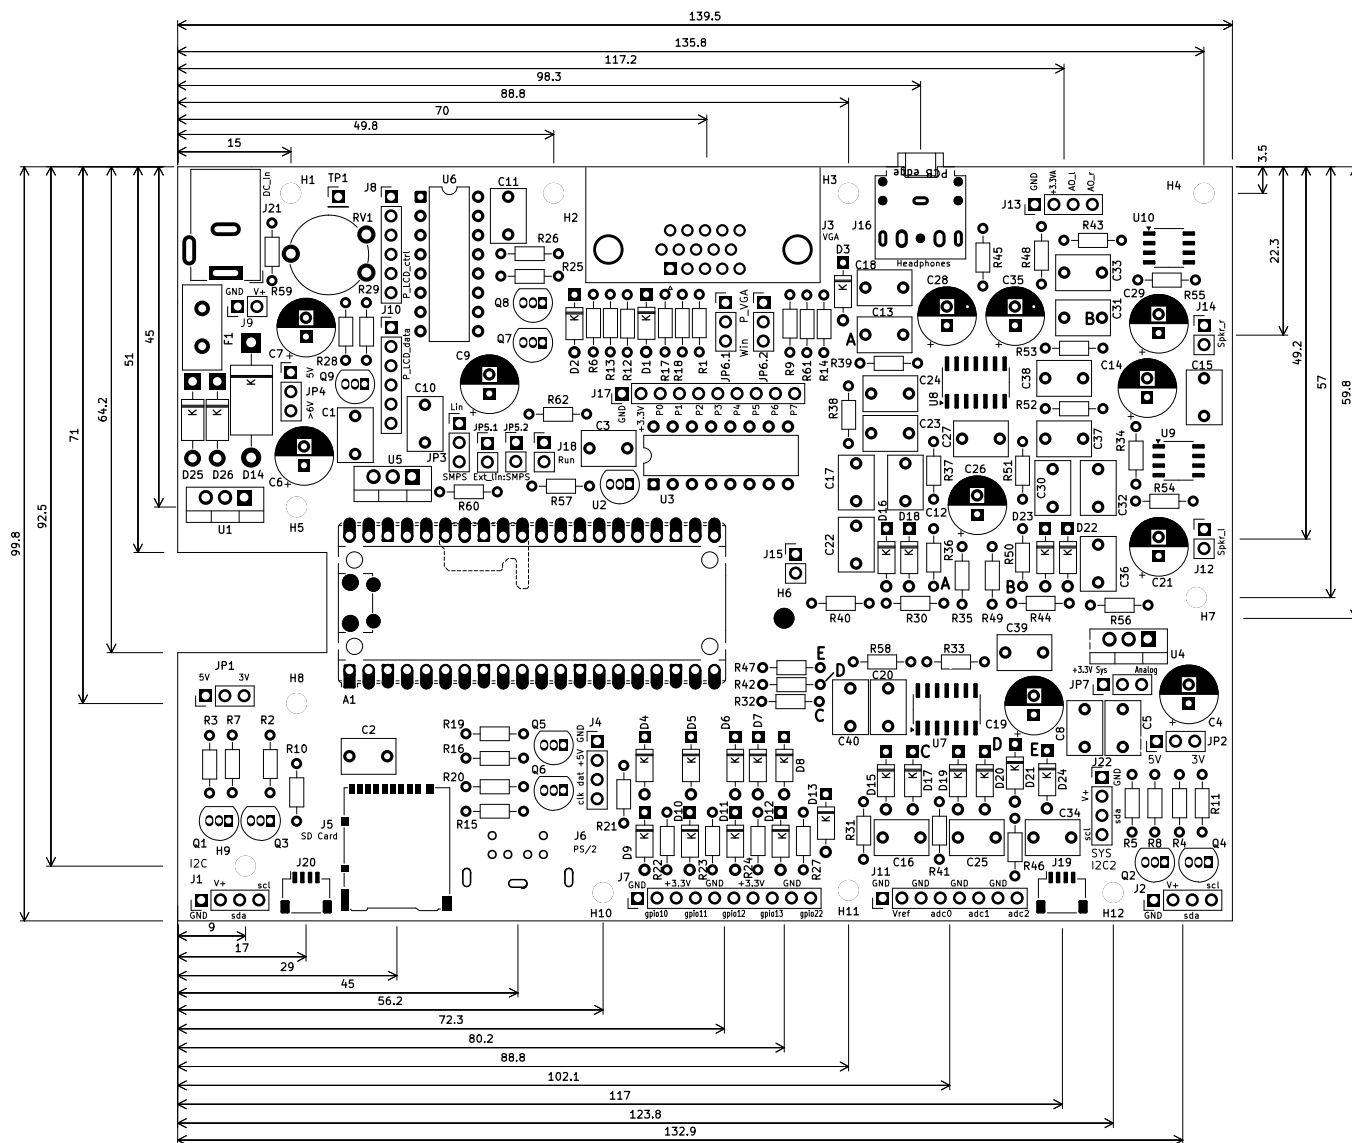 139.5
135.8
117.2
98.3
88.8
70
49.8
15
3.5
22.3
49.2
57
59.8
45
51
64.2
71
92.5
99.8
H1
TP1
J8
U6
C11
H2
H3
PCB edge
GND
+3.3VA
AO_l
AO_r
H4
DC_in
J21
RV1
J13
U10
R26
J3
VGA
J16
R45
R48
R43
D3
Headphones
P_LCD_ctrl
R25
C18
C28
C35
C33
R59
R29
GND
V+
Q8
K
C29
R55
J9
J10
P_VGA
C13
C31
B
J14
Spkr_r
F1
C7
R28
Q7
K
K
Win
A
R53
5V
C9
D2
R6
R13
R12
D1
R17
R18
R1
JP6.1
JP6.2
R9
R61
R14
R39
C14
C15
Q9
P_LCD_data
JP4
>6V
K
K
K
C10
J17
GND
+3.3V
P0
P1
P2
P3
P4
P5
P6
P7
R38
C24
U8
C38
C1
Lin
R62
R52
JP5.1
JP5.2
J18
Run
C3
C23
C27
C37
R34
U9
D25
D26
D14
C6
U5
JP3
SMPS
Ext_lin:SMPS
C17
R37
C26
R51
C30
U1
H5
R60
R57
U2
U3
C12
C32
R54
D16
D18
D23
D22
C22
R36
R50
J15
K
K
K
K
C36
C21
J12
Spkr_l
H6
A
B
H7
R40
R30
R35
R49
R44
R56
C39
U4
E
R47
R58
R33
+3.3V Sys
Analog
JP1
5V
3V
H8
A1
R42
D
C20
JP7
R32
C
R3
R7
R2
R19
Q5
J4
GND
D4
D5
D6
D7
C40
U7
C19
C8
C5
C4
R10
C2
R16
+5V
C
D
E
5V
3V
JP2
R20
Q6
dat
K
K
K
K
D8
D15
K
K
D17
D19
K
K
D20
K
D21
K
D24
J22
GND
V+
R15
clk
D13
sda
R11
Q1
H9
Q3
J5
SD Card
J6
PS/2
R21
D9
K
R22
D10
K
R23
D11
K
R24
D12
K
R27
K
R31
C16
R41
C25
R46
C34
scl
R5
R8
R4
Q4
SYS
I2C2
Q2
I2C
J1
V+
scl
J20
J7
GND
+3.3V
GND
+3.3V
GND
J11
GND
GND
GND
J19
J2
V+
scl
GND
sda
H10
gpio10
gpio11
gpio12
gpio13
gpio22
H11
Vref
adc0
adc1
adc2
H12
GND
sda
9
17
29
45
56.2
72.3
80.2
88.8
102.1
117
123.8
132.9